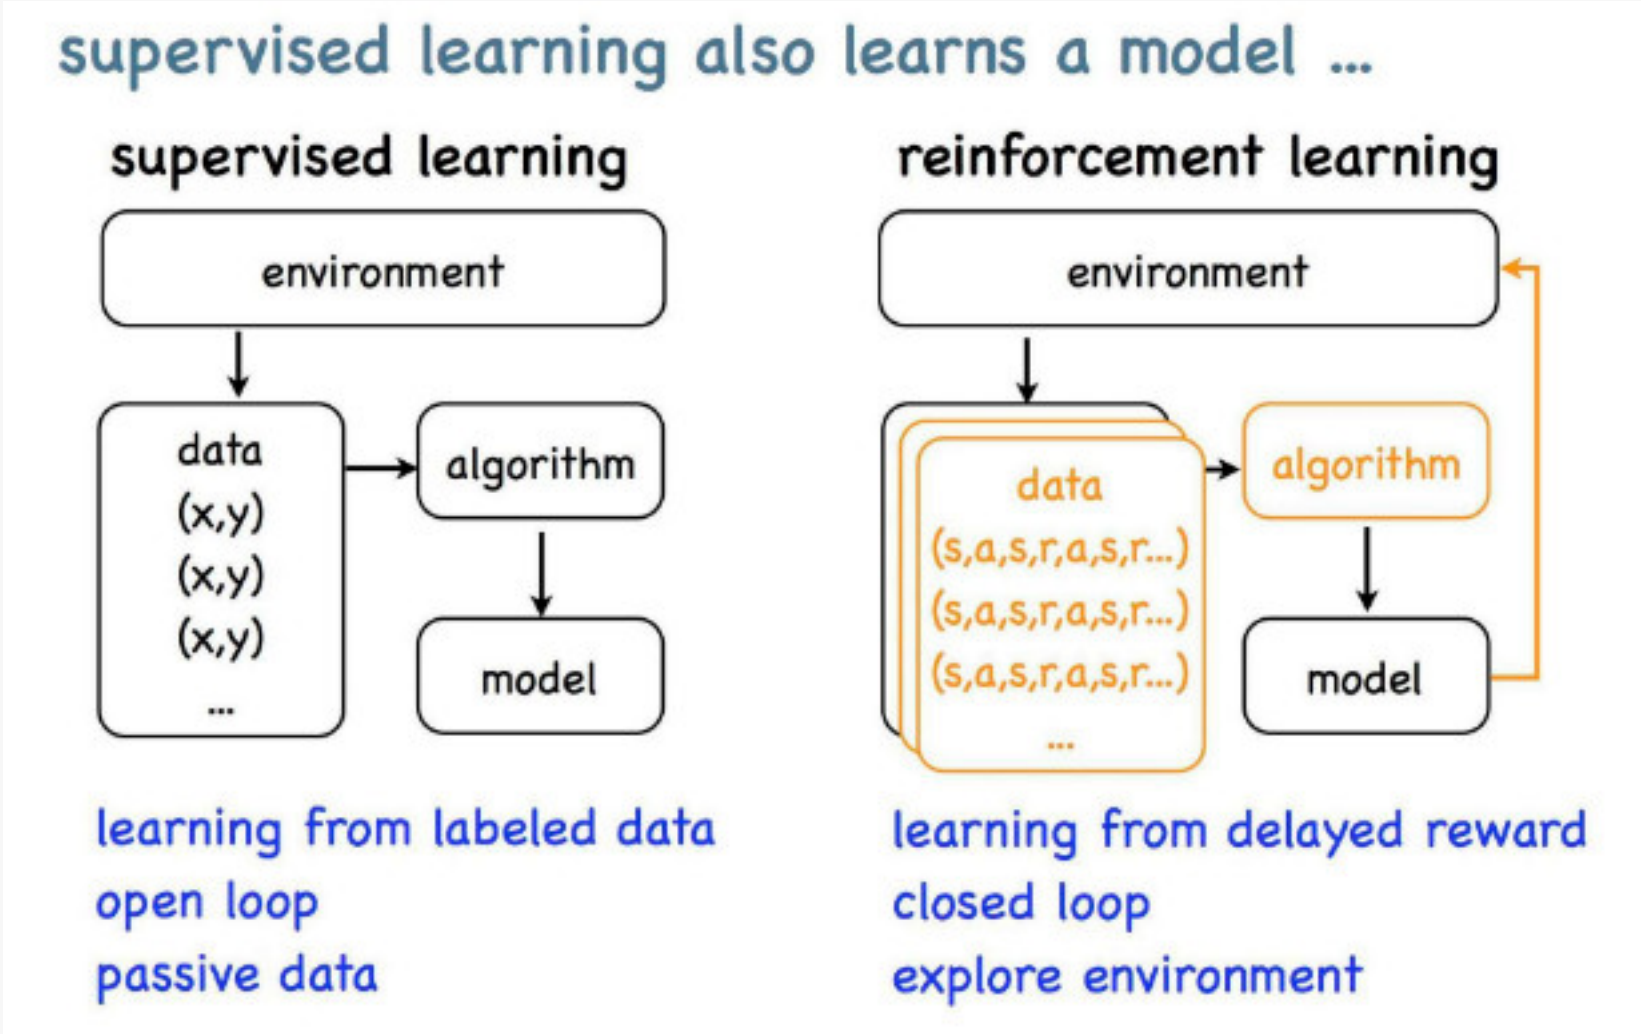 supervised learning also learns a model ...
supervised learning
environment
data
(x,y)
(x,y)
(x,y)
...
algorithm
model
learning from labeled data
open loop
passive data
reinforcement learning
environment
data
(s,a,s,r,a,s,r...)
(s,a,s,r,a,s,r...)
(s,a,s,r,a,s,r...)
...
algorithm
model
learning from delayed reward
closed loop
explore environment